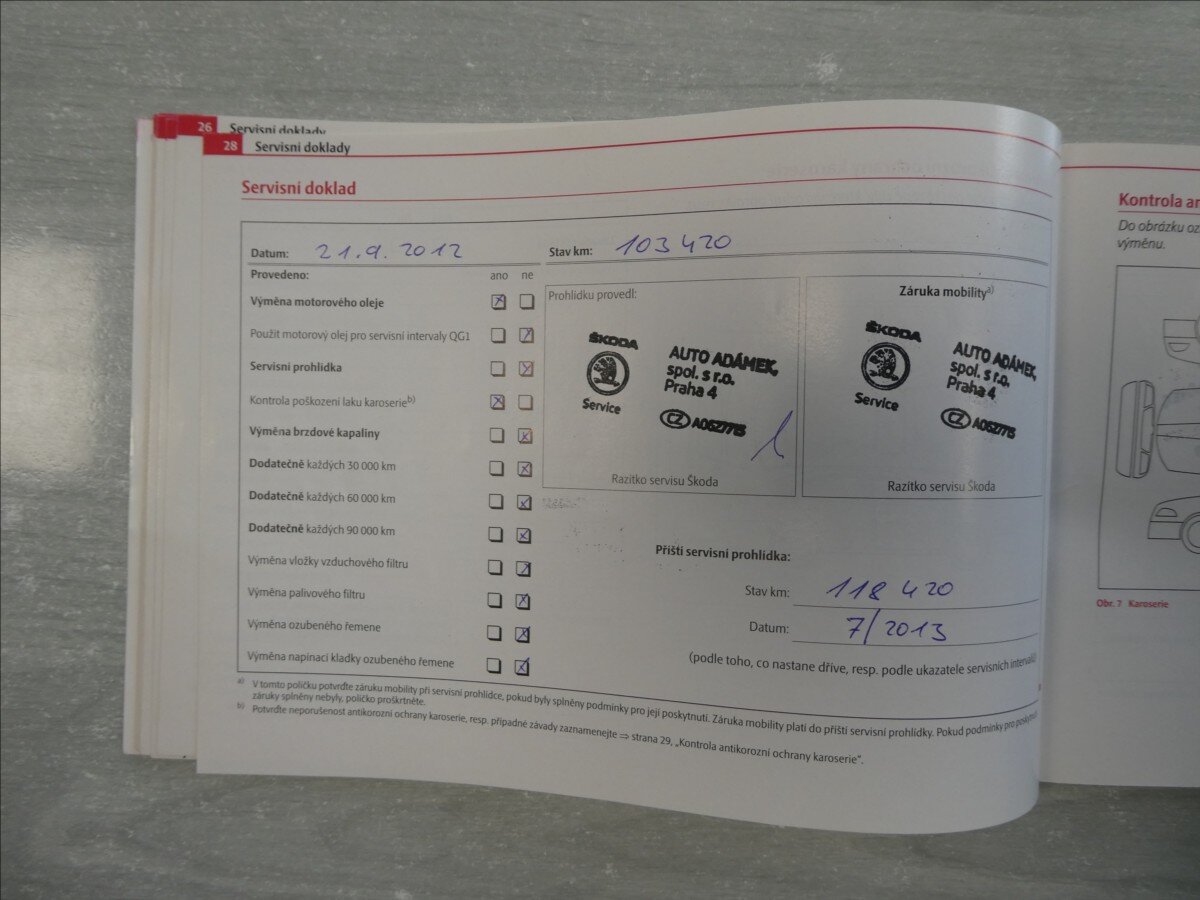 26 Servisní doklady
28 Servisní doklady
Servisní doklad
Datum: 21.9.2012
Stav km: 103 420
Provedeno: ano ne
Výměna motorového oleje
Použit motorový olej pro servisní intervaly QG1
Servisní prohlídka
Kontrola poškození laku karoserie b)
Výměna brzdové kapaliny
Dodatečně každých 30 000 km
Dodatečně každých 60 000 km
Dodatečně každých 90 000 km
Výměna vložky vzduchového filtru
Výměna palivového filtru
Výměna ozubeného řemene
Výměna napínací kladky ozubeného řemene
Prohlídku provedl:
ŠKODA
Service
AUTO ADÁMEK,
spol. s r.o.
Praha 4
CZ
Razítko servisu Škoda
Záruka mobility a)
ŠKODA
Service
AUTO ADÁMEK,
spol. s r.o.
Praha 4
CZ
Razítko servisu Škoda
Příští servisní prohlídka:
Stav km: 118 420
Datum: 7/2013
(podle toho, co nastane dříve, resp. podle ukazatele servisních intervalů)
a) V tomto políčku potvrďte záruku mobility při servisní prohlídce, pokud byly splněny podmínky pro její poskytnutí. Záruka mobility platí do příští servisní prohlídky. Pokud podmínky pro poskytnutí
záruky splněny nebyly, políčko proškrtněte.
b) Potvrďte neporušenost antikorozní ochrany karoserie, resp. případné závady zaznamenejte ⇒ strana 29, „Kontrola antikorozní ochrany karoserie“.
Kontrola an
Do obrázku oz
výměnu.
Obr. 7 Karoserie